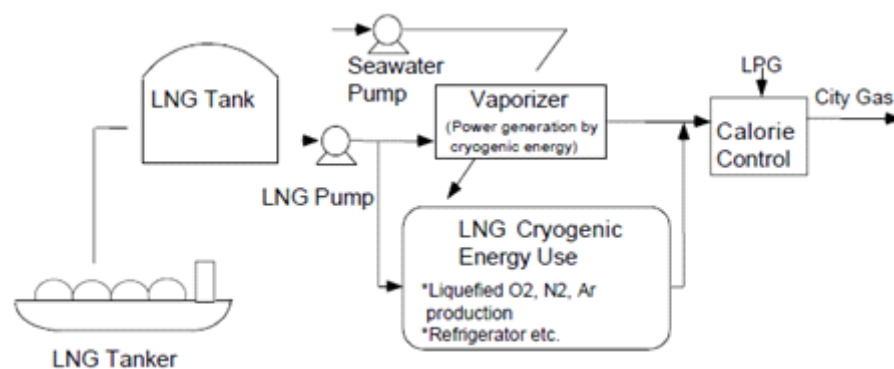 LNG Tank
Seawater
Pump
LNG Pump
Vaporizer
(Power generation by
cryogenic energy)
LPG
City Gas
Calorie
Control
LNG Cryogenic
Energy Use
*Liquefied O2, N2, Ar
production
*Refrigerator etc.
LNG Tanker